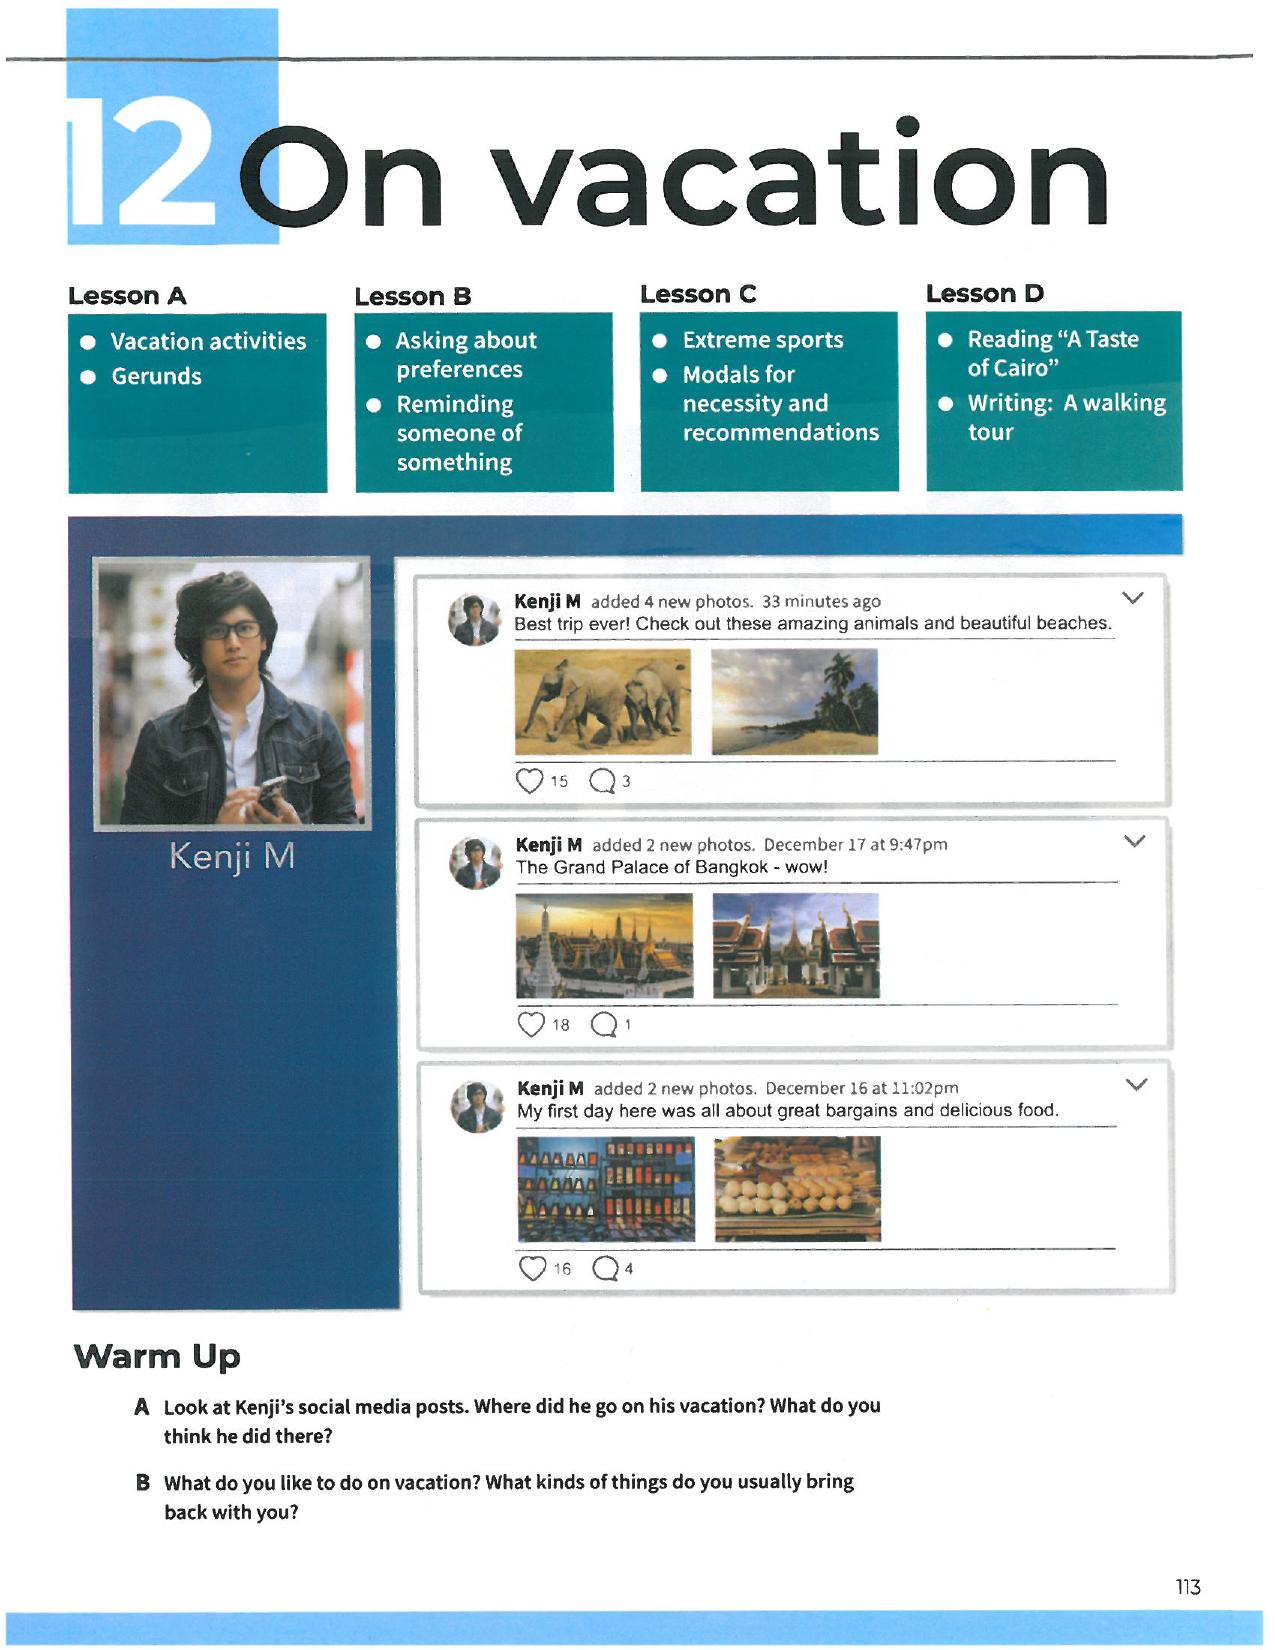 12 On vacation
Lesson A
● Vacation activities
● Gerunds
Lesson B
● Asking about
preferences
● Reminding
someone of
something
Lesson C
● Extreme sports
● Modals for
necessity and
recommendations
Lesson D
● Reading “A Taste
of Cairo”
● Writing: A walking
tour
Kenji M
Kenji M added 4 new photos. 33 minutes ago
Best trip ever! Check out these amazing animals and beautiful beaches.
15 3
Kenji M added 2 new photos. December 17 at 9:47pm
The Grand Palace of Bangkok - wow!
18 1
Kenji M added 2 new photos. December 16 at 11:02pm
My first day here was all about great bargains and delicious food.
16 4
Warm Up
A Look at Kenji’s social media posts. Where did he go on his vacation? What do you
think he did there?
B What do you like to do on vacation? What kinds of things do you usually bring
back with you?
113